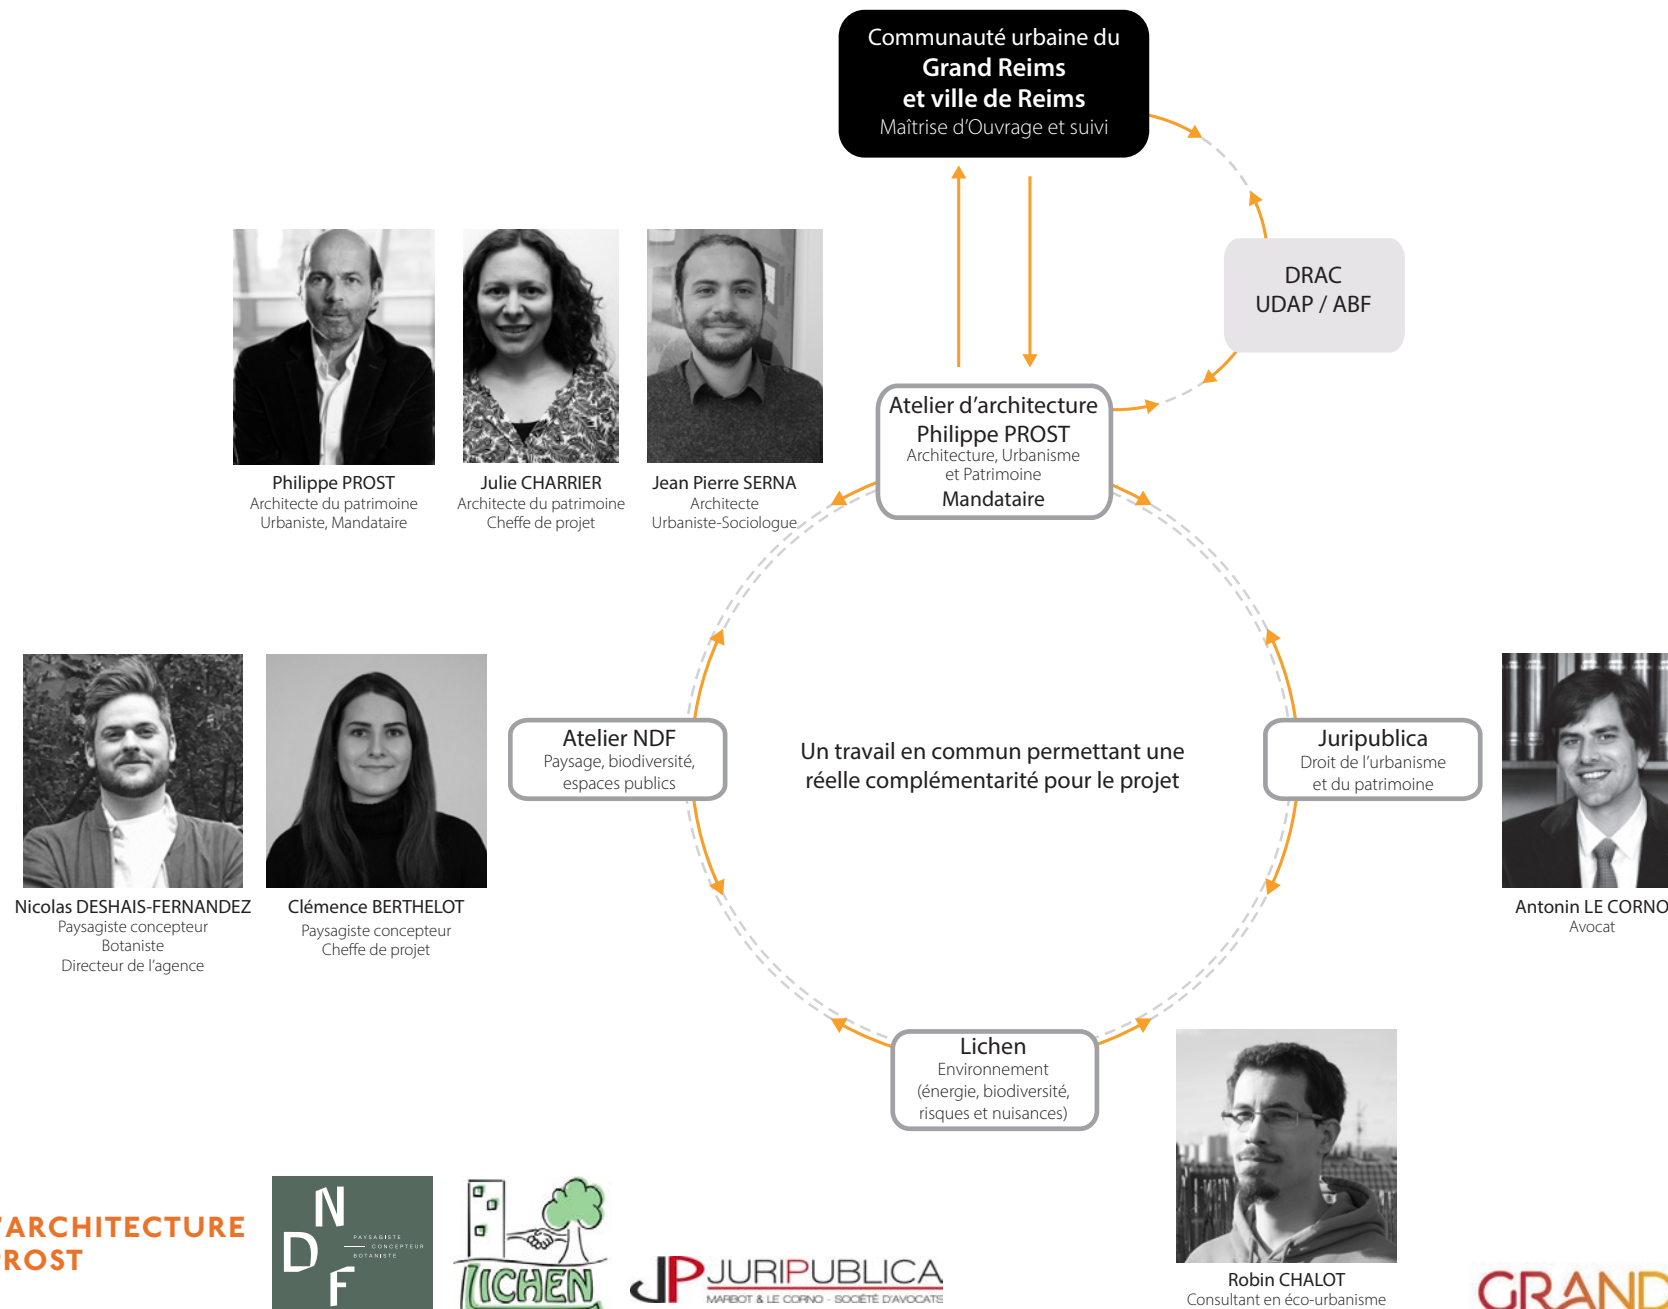 Communauté urbaine du
Grand Reims
et ville de Reims
Maîtrise d'Ouvrage et suivi
DRAC
UDAP / ABF
Atelier d'architecture
Philippe PROST
Architecture, Urbanisme
et Patrimoine
Mandataire
Philippe PROST
Architecte du patrimoine
Urbaniste, Mandataire
Julie CHARRIER
Architecte du patrimoine
Cheffe de projet
Jean Pierre SERNA
Architecte
Urbaniste-Sociologue
Atelier NDF
Paysage, biodiversité,
espaces publics
Un travail en commun permettant une
réelle complémentarité pour le projet
Juripublica
Droit de l'urbanisme
et du patrimoine
Nicolas DESHAIS-FERNANDEZ
Paysagiste concepteur
Botaniste
Directeur de l'agence
Clémence BERTHELOT
Paysagiste concepteur
Cheffe de projet
Antonin LE CORNO
Avocat
Lichen
Environnement
(énergie, biodiversité,
risques et nuisances)
Robin CHALOT
Consultant en éco-urbanisme
'ARCHITECTURE
PROST
NDF
PAYSAGISTE
CONCEPTEUR
BOTANISTE
LICHEN
JP JURIPUBLICA
MARBOT & LE CORNO - SOCIÉTÉ D'AVOCATS
GRAND